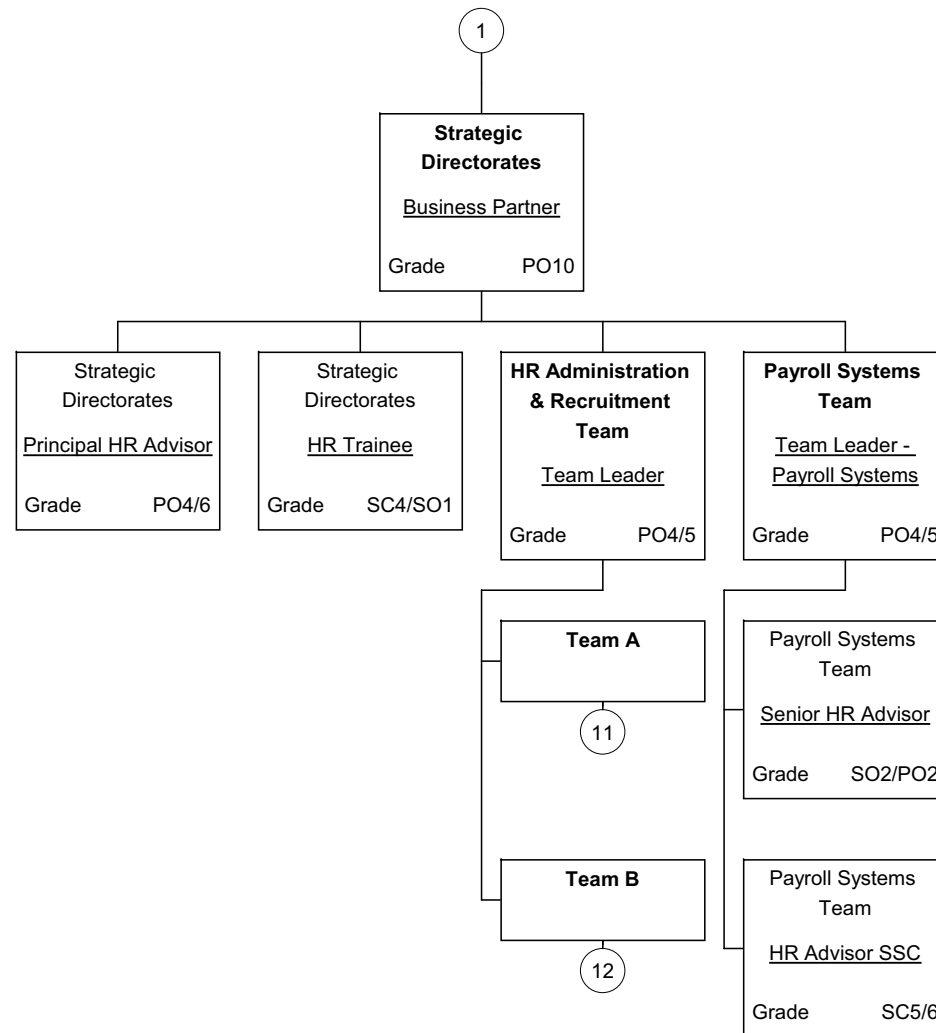 1
Strategic
Directorates
Business Partner
Grade PO10
Strategic
Directorates
Principal HR Advisor
Grade PO4/6
Strategic
Directorates
HR Trainee
Grade SC4/SO1
HR Administration
& Recruitment
Team
Team Leader
Grade PO4/5
Payroll Systems
Team
Team Leader -
Payroll Systems
Grade PO4/5
Team A
11
Team B
12
Payroll Systems
Team
Senior HR Advisor
Grade SO2/PO2
Payroll Systems
Team
HR Advisor SSC
Grade SC5/6